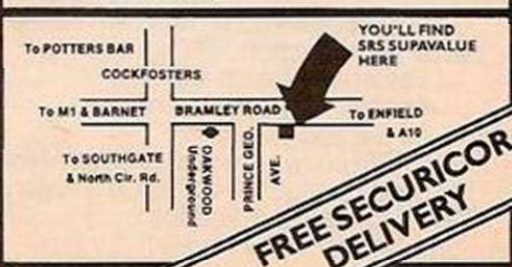 YOU'LL FIND
SRS SUPAVALUE
HERE
To POTTERS BAR
COCKFOSTERS
To M1 & BARNET
BRAMLEY ROAD
To ENFIELD
& A10
To SOUTHGATE
& North Cir. Rd.
OAKWOOD
Underground
PRINCE GEO.
AVE.
FREE SECURICOR
DELIVERY